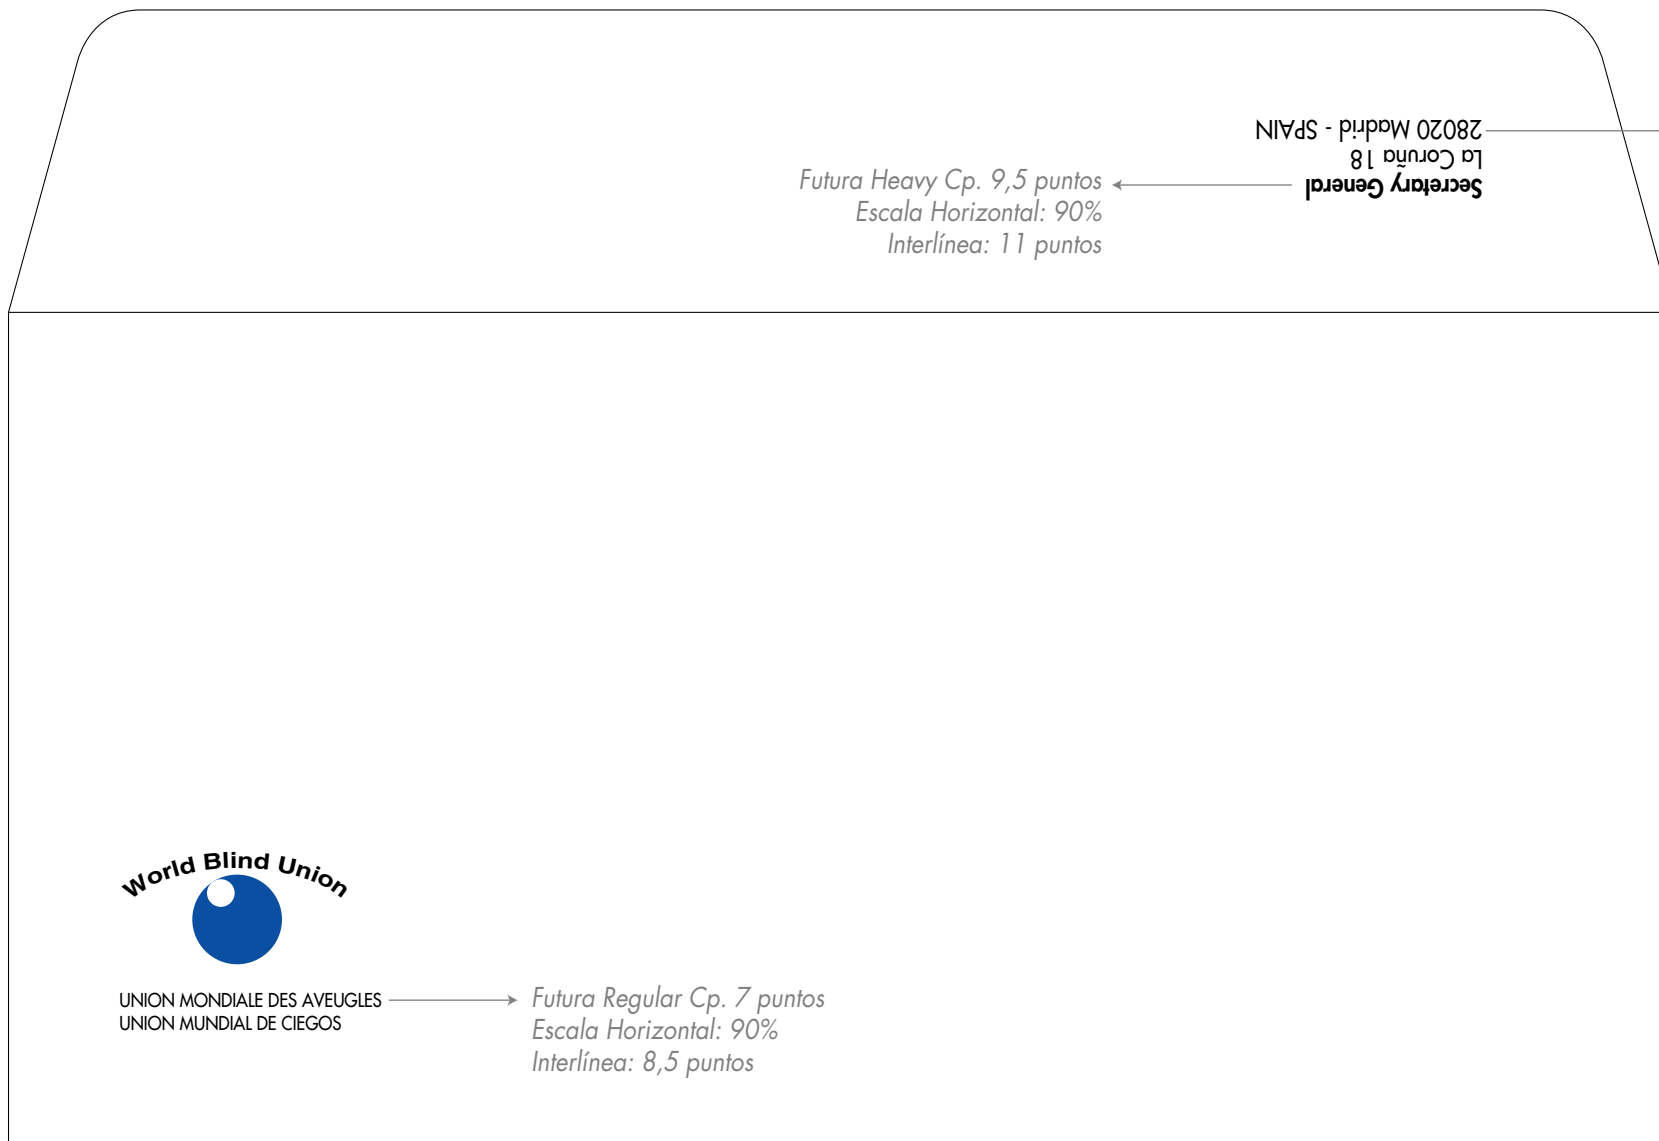 Secretary General
La Coruña 18
28020 Madrid - SPAIN
Futura Heavy Cp. 9,5 puntos
Escala Horizontal: 90%
Interlínea: 11 puntos
World Blind Union
UNION MONDIALE DES AVEUGLES
UNION MUNDIAL DE CIEGOS
Futura Regular Cp. 7 puntos
Escala Horizontal: 90%
Interlínea: 8,5 puntos